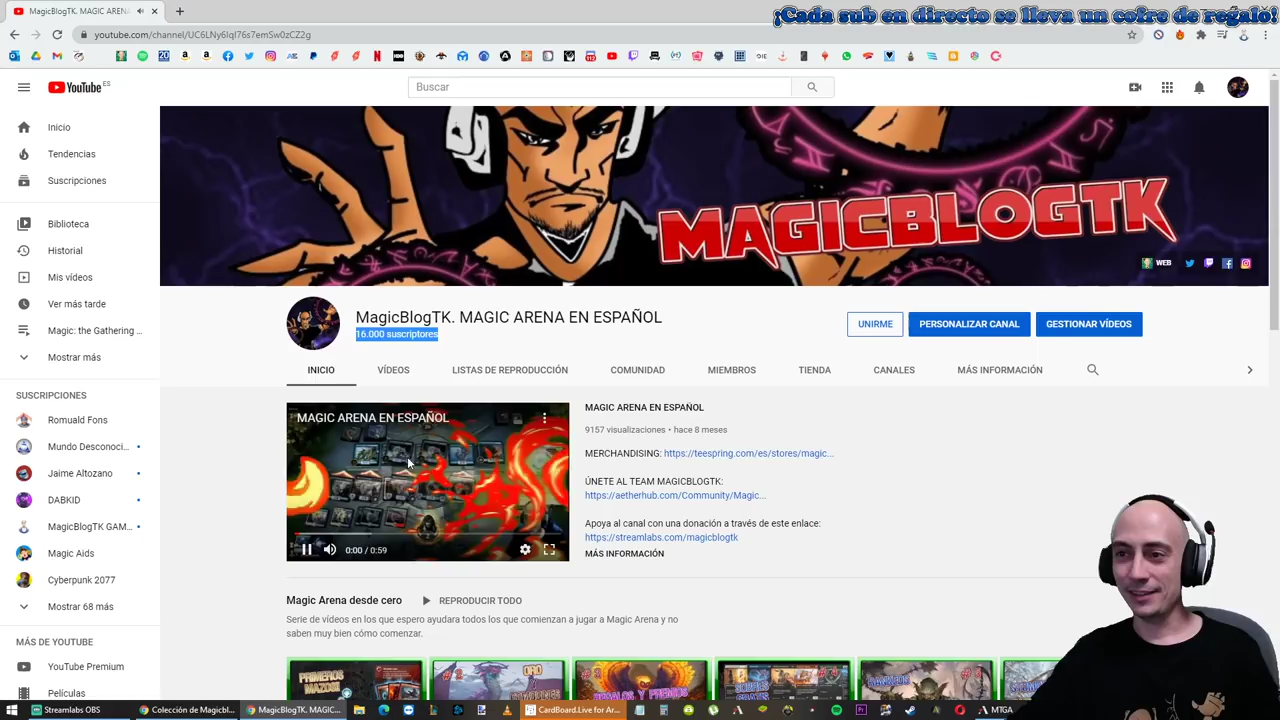 MagicBlogTK. MAGIC ARENA
¡Cada sub en directo se lleva un cofre de regalo!
youtube.com/channel/UC6LNy6IqI76s7emSw0zCZ2g
YouTube ES
Buscar
Inicio
Tendencias
Suscripciones
Biblioteca
Historial
Mis vídeos
Ver más tarde
Magic: the Gathering ...
Mostrar más
SUSCRIPCIONES
Romuald Fons
Mundo Desconoci...
Jaime Altozano
DABKID
MagicBlogTK GAM...
Magic Aids
Cyberpunk 2077
Mostrar 68 más
MÁS DE YOUTUBE
YouTube Premium
Películas
MAGICBLOGTK
WEB
MagicBlogTK. MAGIC ARENA EN ESPAÑOL
16.000 suscriptores
UNIRME
PERSONALIZAR CANAL
GESTIONAR VÍDEOS
INICIO
VÍDEOS
LISTAS DE REPRODUCCIÓN
COMUNIDAD
MIEMBROS
TIENDA
CANALES
MÁS INFORMACIÓN
MAGIC ARENA EN ESPAÑOL
0:00 / 0:59
MAGIC ARENA EN ESPAÑOL
9157 visualizaciones • hace 8 meses
MERCHANDISING: https://teespring.com/es/stores/magic...
ÚNETE AL TEAM MAGICBLOGTK:
https://aetherhub.com/Community/Magic...
Apoya al canal con una donación a través de este enlace:
https://streamlabs.com/magicblogtk
MÁS INFORMACIÓN
Magic Arena desde cero
REPRODUCIR TODO
Serie de vídeos en los que espero ayudara todos los que comienzan a jugar a Magic Arena y no
saben muy bien cómo comenzar.
PRIMEROS
MAZOS
Streamlabs OBS
Colección de Magicbl...
MagicBlogTK. MAGIC...
CardBoard.Live for Ar...
MTGA